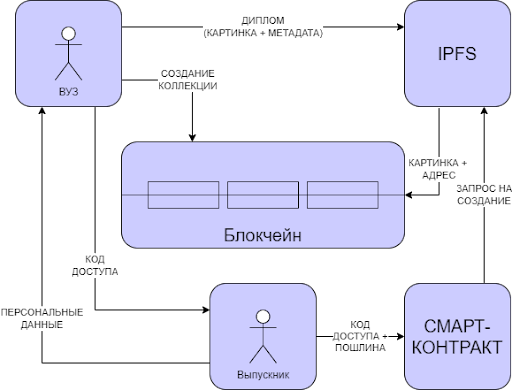 ДИПЛОМ
(КАРТИНКА + МЕТАДАТА)
IPFS
ВУЗ
СОЗДАНИЕ
КОЛЛЕКЦИИ
КАРТИНКА +
АДРЕС
ЗАПРОС НА
СОЗДАНИЕ
Блокчейн
КОД
ДОСТУПА
ПЕРСОНАЛЬНЫЕ
ДАННЫЕ
Выпускник
КОД
ДОСТУПА +
ПОШЛИНА
СМАРТ-
КОНТРАКТ